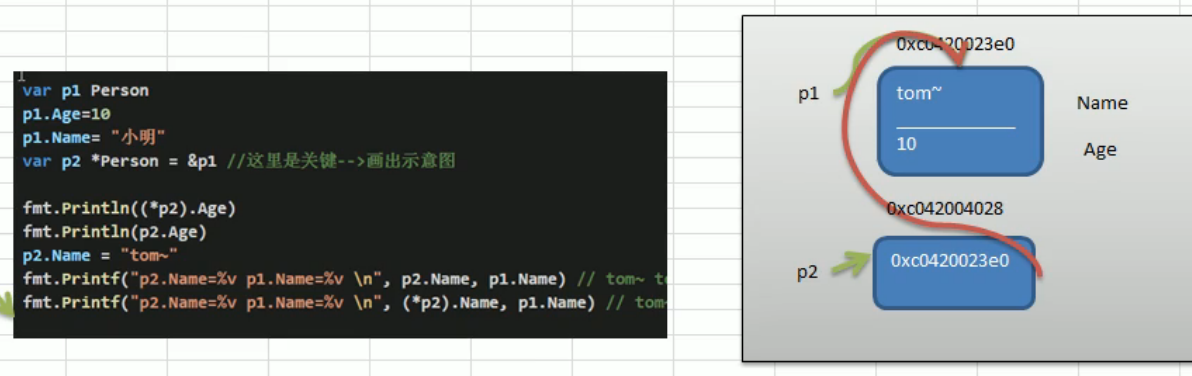 var p1 Person
p1.Age=10
p1.Name= "小明"
var p2 *Person = &p1 //这里是关键-->画出示意图
fmt.Println((*p2).Age)
fmt.Println(p2.Age)
p2.Name = "tom~"
fmt.Printf("p2.Name=%v p1.Name=%v \n", p2.Name, p1.Name) // tom~
fmt.Printf("p2.Name=%v p1.Name=%v \n", (*p2).Name, p1.Name) // tom
0xc0420023e0
p1
tom~
Name
10
Age
0xc042004028
p2
0xc0420023e0